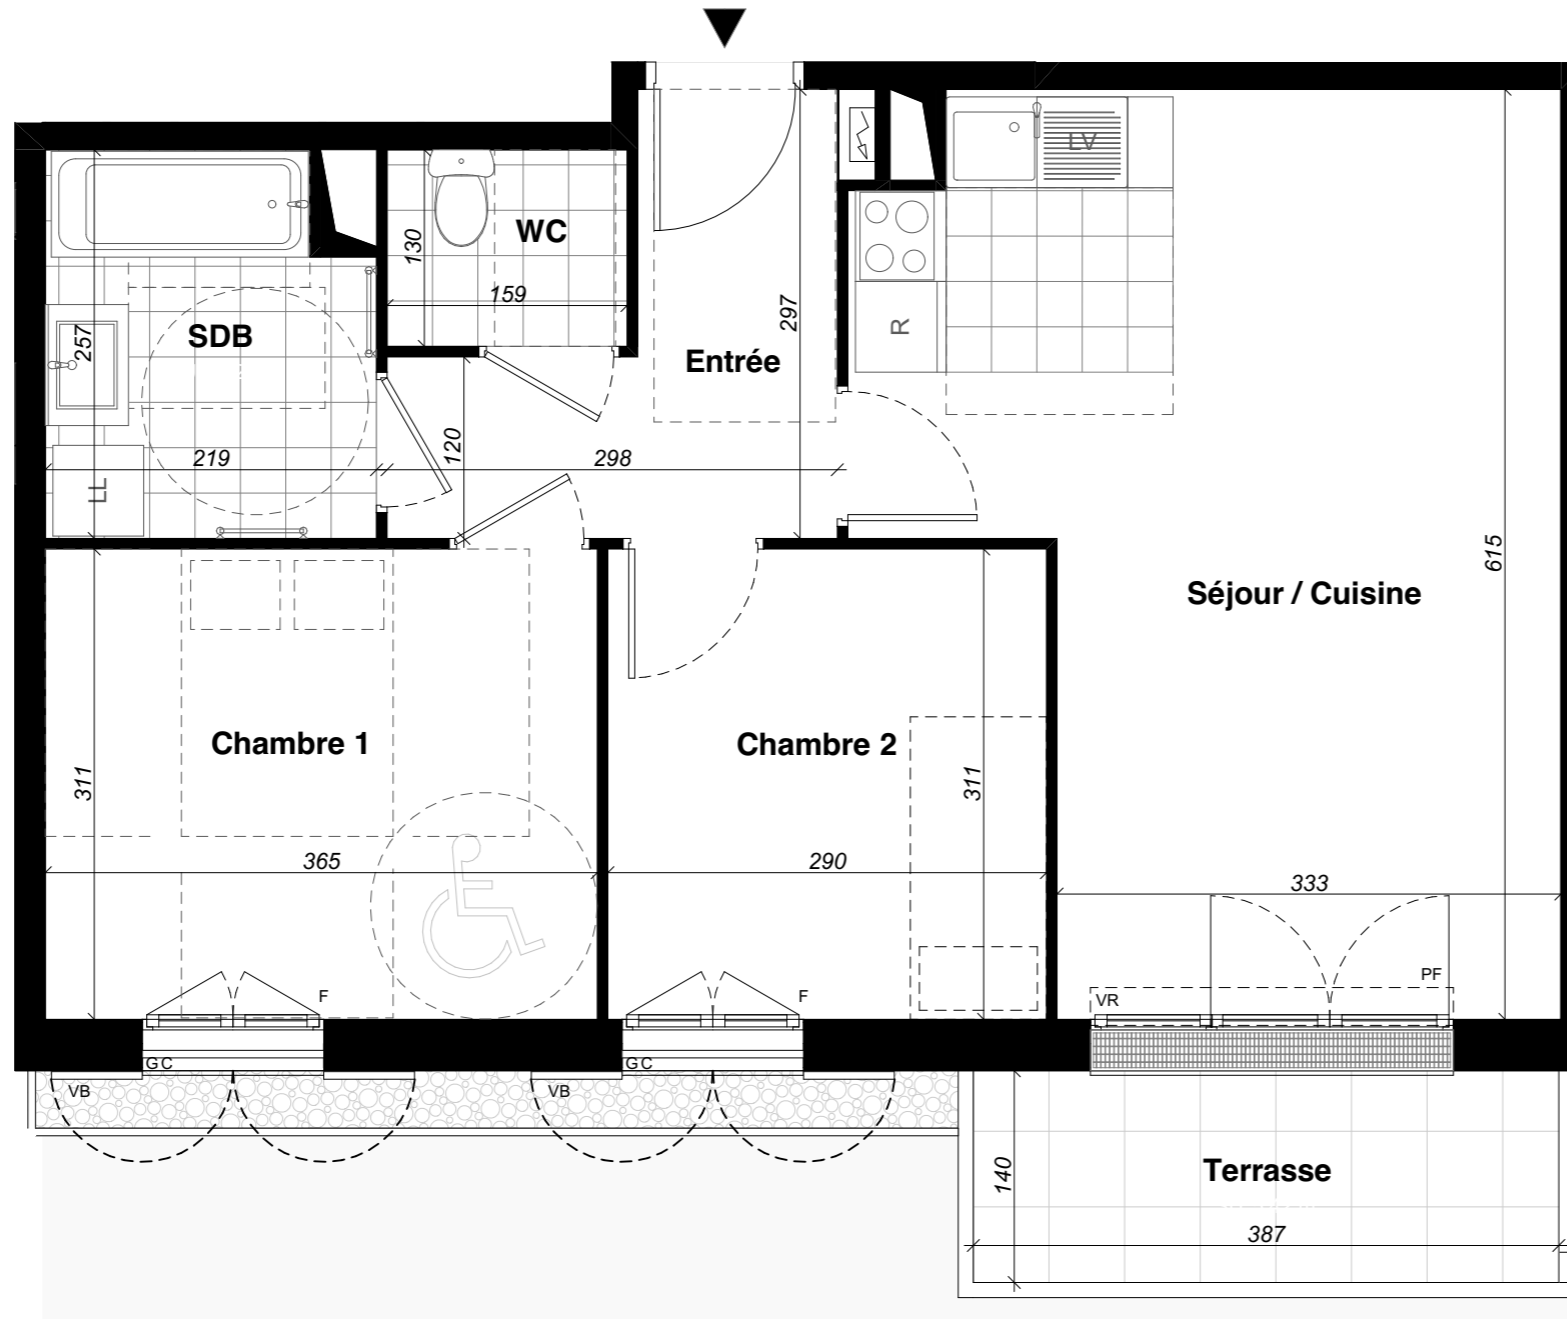 LV
WC
130
159
297
SDB
257
Entrée
R
219
120
298
LL
615
Séjour / Cuisine
Chambre 1
Chambre 2
311
311
365
290
333
F
F
PF
VR
GC
GC
VB
VB
Terrasse
140
387